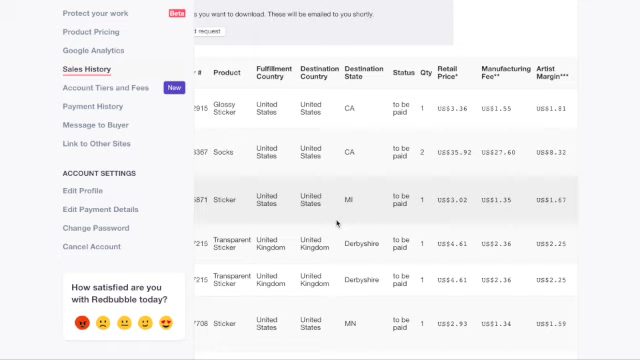 Protect your work Beta
Product Pricing
Google Analytics
Sales History
Account Tiers and Fees New
Payment History
Message to Buyer
Link to Other Sites
ACCOUNT SETTINGS
Edit Profile
Edit Payment Details
Change Password
Cancel Account
How satisfied are you
with Redbubble today?
s you want to download. These will be emailed to you shortly.
d request
# Product Fulfillment Country Destination Country Destination State Status Qty Retail Price* Manufacturing Fee** Artist Margin***
2915 Glossy Sticker United States United States CA to be paid 1 US$3.36 US$1.55 US$1.81
3367 Socks United States United States CA to be paid 2 US$35.92 US$27.60 US$8.32
5871 Sticker United States United States MI to be paid 1 US$3.02 US$1.35 US$1.67
7215 Transparent Sticker United Kingdom United Kingdom Derbyshire to be paid 1 US$4.61 US$2.36 US$2.25
7215 Transparent Sticker United Kingdom United Kingdom Derbyshire to be paid 1 US$4.61 US$2.36 US$2.25
7708 Sticker United States United States MN to be paid 1 US$2.93 US$1.34 US$1.59